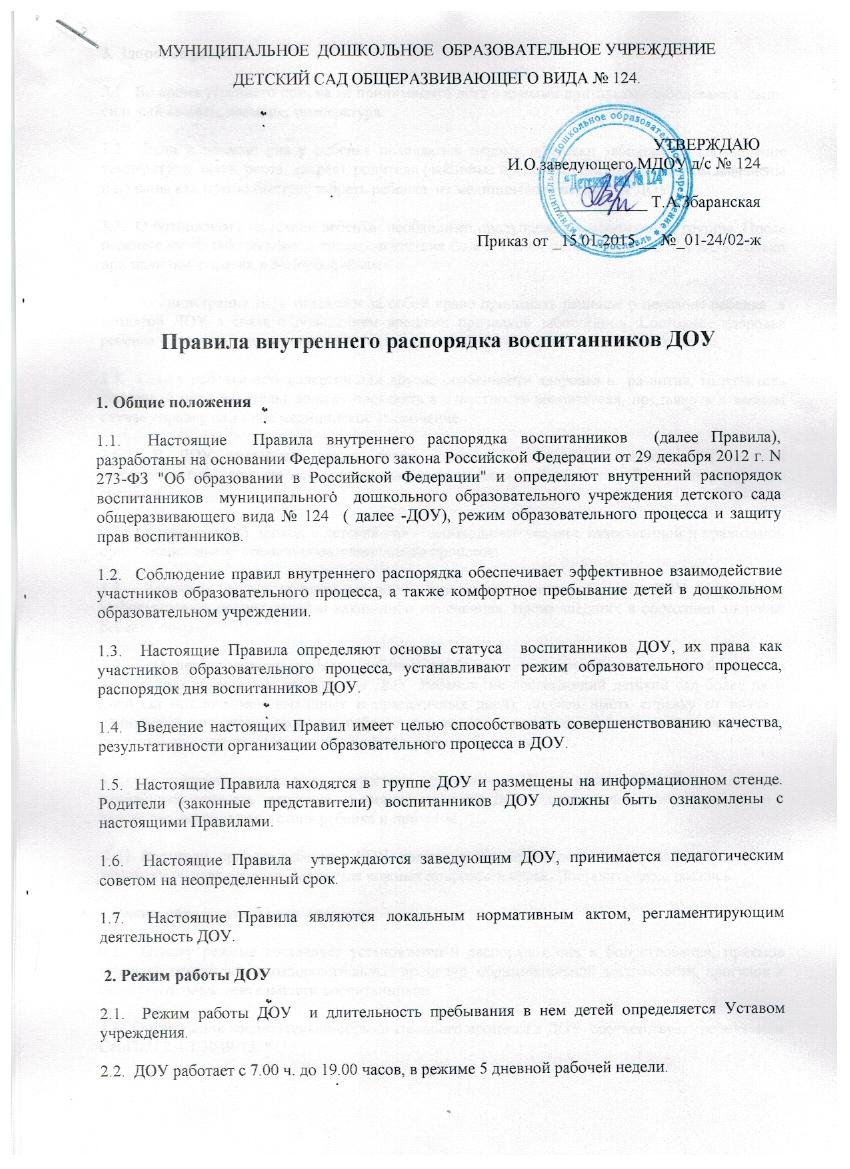 МУНИЦИПАЛЬНОЕ ДОШКОЛЬНОЕ ОБРАЗОВАТЕЛЬНОЕ УЧРЕЖДЕНИЕ
ДЕТСКИЙ САД ОБЩЕРАЗВИВАЮЩЕГО ВИДА № 124.
УТВЕРЖДАЮ
И.О.заведующего МДОУ д/с № 124
"Детский сад № 124"
____________ Т.А.Збаранская
Приказ от _15.01.2015.__ №_01-24/02-ж
Правила внутреннего распорядка воспитанников ДОУ
1. Общие положения
1.1. Настоящие Правила внутреннего распорядка воспитанников (далее Правила),
разработаны на основании Федерального закона Российской Федерации от 29 декабря 2012 г. N
273-ФЗ "Об образовании в Российской Федерации" и определяют внутренний распорядок
воспитанников муниципального дошкольного образовательного учреждения детского сада
общеразвивающего вида № 124 ( далее -ДОУ), режим образовательного процесса и защиту
прав воспитанников.
1.2. Соблюдение правил внутреннего распорядка обеспечивает эффективное взаимодействие
участников образовательного процесса, а также комфортное пребывание детей в дошкольном
образовательном учреждении.
1.3. Настоящие Правила определяют основы статуса воспитанников ДОУ, их права как
участников образовательного процесса, устанавливают режим образовательного процесса,
распорядок дня воспитанников ДОУ.
1.4. Введение настоящих Правил имеет целью способствовать совершенствованию качества,
результативности организации образовательного процесса в ДОУ.
1.5. Настоящие Правила находятся в группе ДОУ и размещены на информационном стенде.
Родители (законные представители) воспитанников ДОУ должны быть ознакомлены с
настоящими Правилами.
1.6. Настоящие Правила утверждаются заведующим ДОУ, принимается педагогическим
советом на неопределенный срок.
1.7. Настоящие Правила являются локальным нормативным актом, регламентирующим
деятельность ДОУ.
2. Режим работы ДОУ
2.1. Режим работы ДОУ и длительность пребывания в нем детей определяется Уставом
учреждения.
2.2. ДОУ работает с 7.00 ч. до 19.00 часов, в режиме 5 дневной рабочей недели.